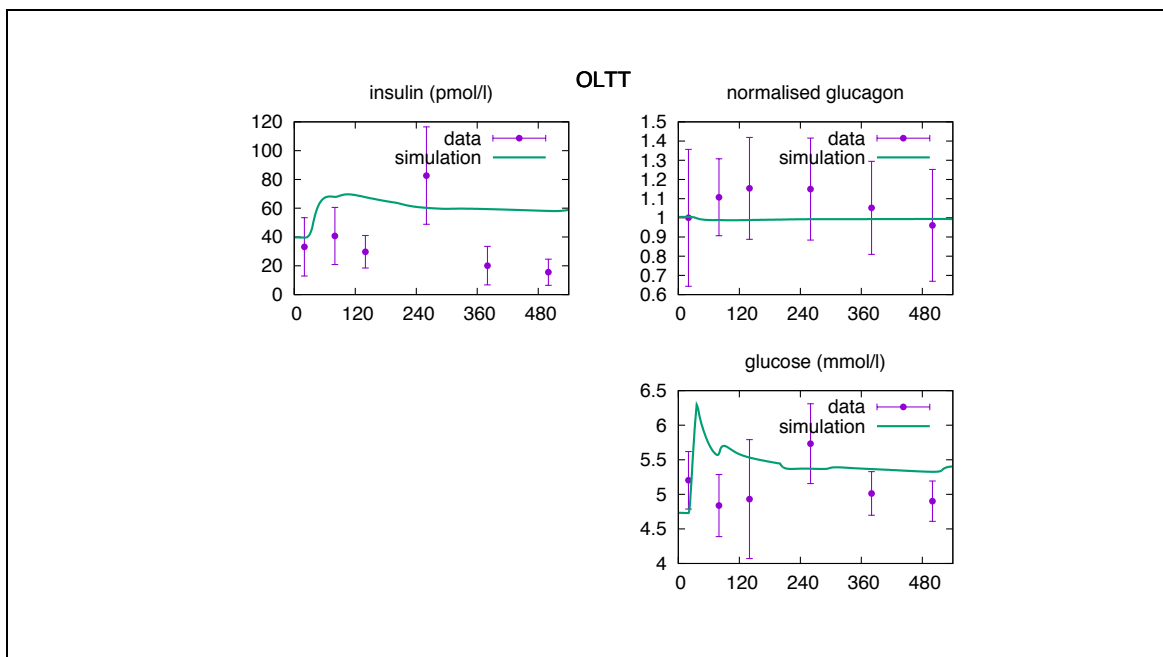 OLTT
insulin (pmol/l)
120
100
80
60
40
20
0
data
simulation
0 120 240 360 480
normalised glucagon
1.5
1.4
1.3
1.2
1.1
1
0.9
0.8
0.7
0.6
data
simulation
0 120 240 360 480
glucose (mmol/l)
6.5
6
5.5
5
4.5
4
data
simulation
0 120 240 360 480